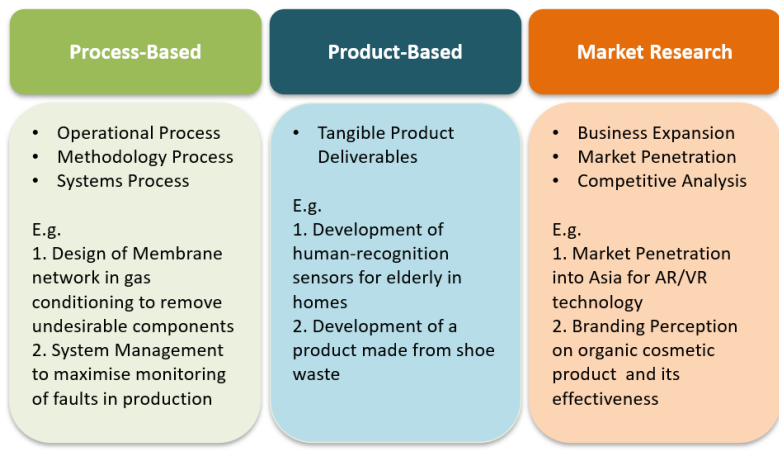 Process-Based
• Operational Process
• Methodology Process
• Systems Process
E.g.
1. Design of Membrane
network in gas
conditioning to remove
undesirable components
2. System Management
to maximise monitoring
of faults in production
Product-Based
• Tangible Product
Deliverables
E.g.
1. Development of
human-recognition
sensors for elderly in
homes
2. Development of a
product made from shoe
waste
Market Research
• Business Expansion
• Market Penetration
• Competitive Analysis
E.g.
1. Market Penetration
into Asia for AR/VR
technology
2. Branding Perception
on organic cosmetic
product  and its
effectiveness